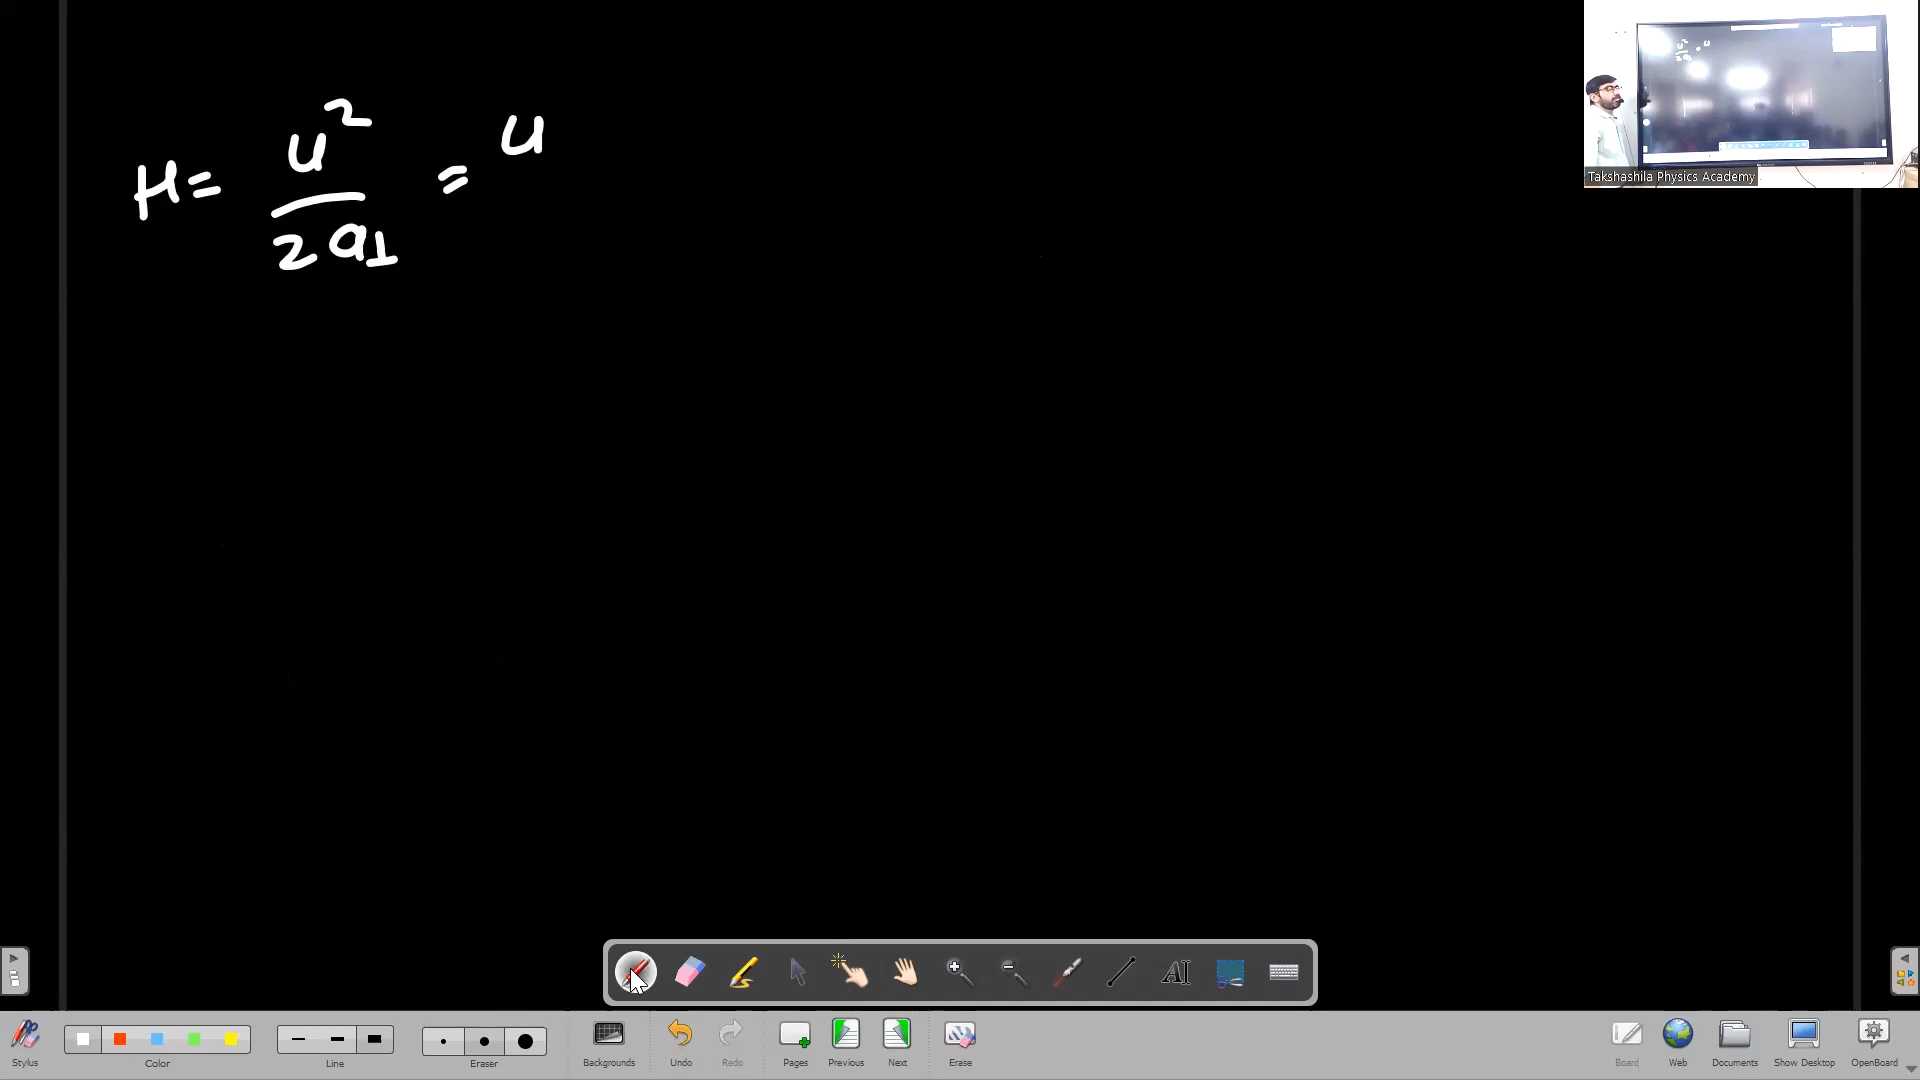 Takshashila Physics Academy
H = u² / 2a⊥ = u
Stylus
Color
Line
Eraser
Backgrounds
Undo
Redo
Pages
Previous
Next
Erase
Board
Web
Documents
Show Desktop
OpenBoard